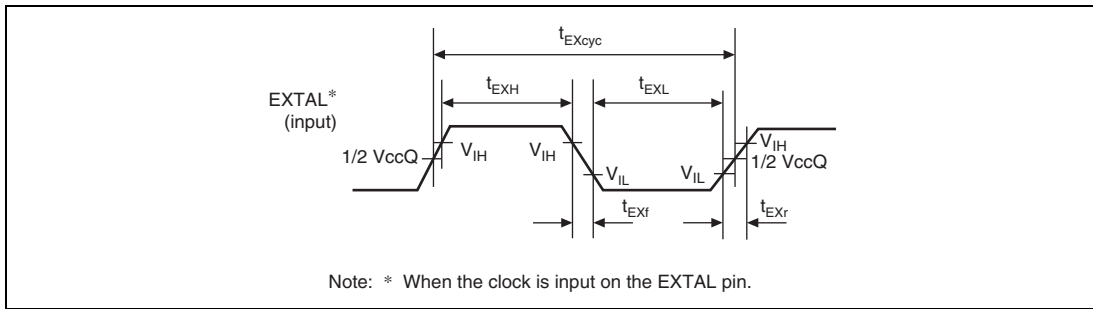 tEXcyc
tEXH
tEXL
EXTAL*
(input)
1/2 VccQ
VIH
VIH
VIL
VIL
VIH
1/2 VccQ
tEXf
tEXr
Note: * When the clock is input on the EXTAL pin.